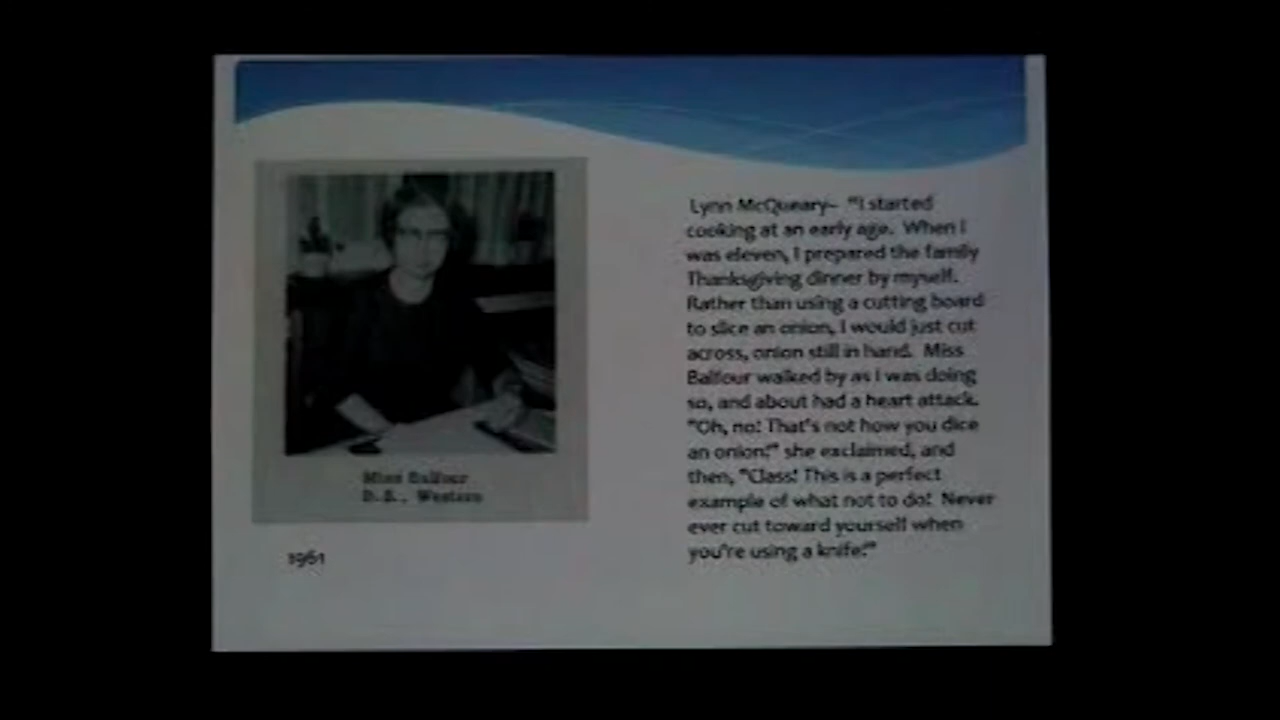 Lynn McQueary- "I started
cooking at an early age. When I
was eleven, I prepared the family
Thanksgiving dinner by myself.
Rather than using a cutting board
to slice an onion, I would just cut
across, onion still in hand. Miss
Balfour walked by as I was doing
so, and about had a heart attack.
"Oh, no! That's not how you dice
an onion!" she exclaimed, and
then, "Class! This is a perfect
example of what not to do! Never
ever cut toward yourself when
you're using a knife!"
Miss Balfour
B.S., Western
1961